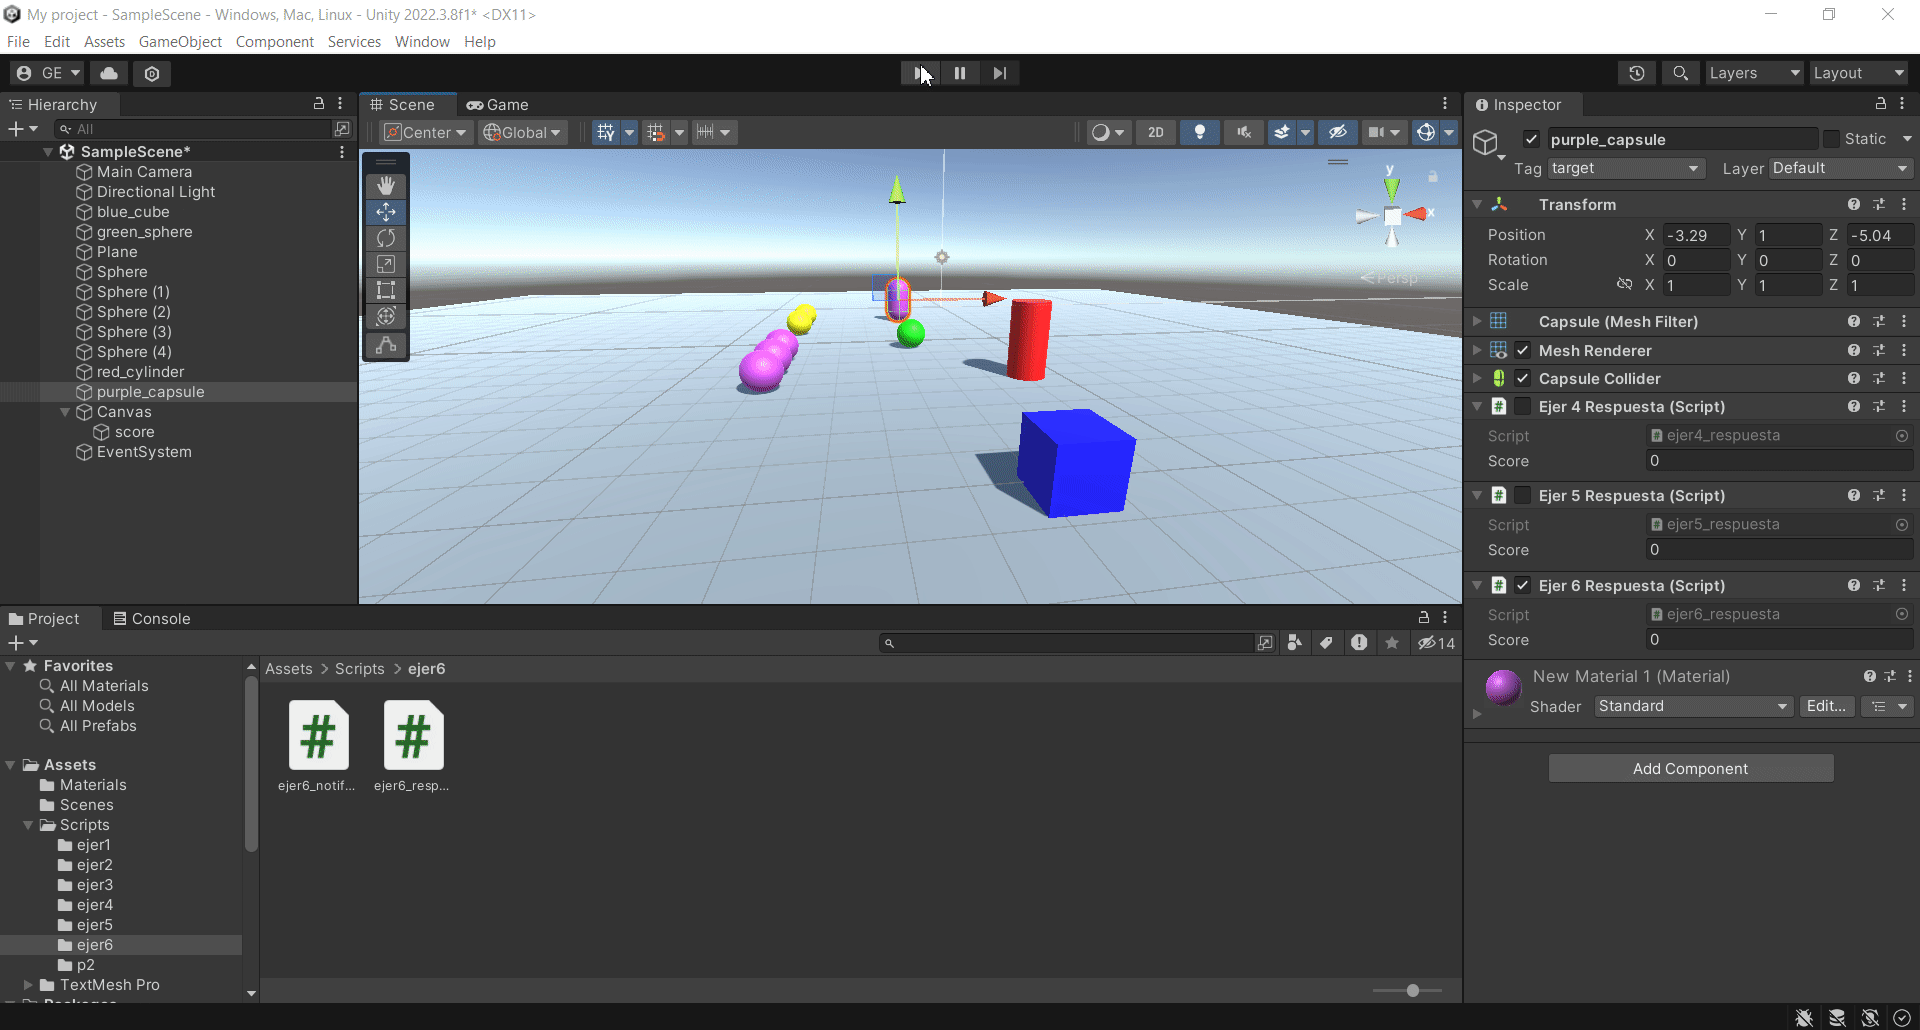 My project - SampleScene - Windows, Mac, Linux - Unity 2022.3.8f1* <DX11>
File Edit Assets GameObject Component Services Window Help
GE
Layers
Layout
Hierarchy
All
SampleScene*
Main Camera
Directional Light
blue_cube
green_sphere
Plane
Sphere
Sphere (1)
Sphere (2)
Sphere (3)
Sphere (4)
red_cylinder
purple_capsule
Canvas
score
EventSystem
Scene
Game
Center
Global
2D
y
x
Persp
Inspector
purple_capsule
Static
Tag target Layer Default
Transform
Position X -3.29 Y 1 Z -5.04
Rotation X 0 Y 0 Z 0
Scale X 1 Y 1 Z 1
Capsule (Mesh Filter)
Mesh Renderer
Capsule Collider
# Ejer 4 Respuesta (Script)
Script # ejer4_respuesta
Score 0
# Ejer 5 Respuesta (Script)
Script # ejer5_respuesta
Score 0
# Ejer 6 Respuesta (Script)
Script # ejer6_respuesta
Score 0
New Material 1 (Material)
Shader Standard Edit...
Add Component
Project
Console
14
Favorites
All Materials
All Models
All Prefabs
Assets
Materials
Scenes
Scripts
ejer1
ejer2
ejer3
ejer4
ejer5
ejer6
p2
TextMesh Pro
Assets > Scripts > ejer6
# #
ejer6_notif... ejer6_resp...